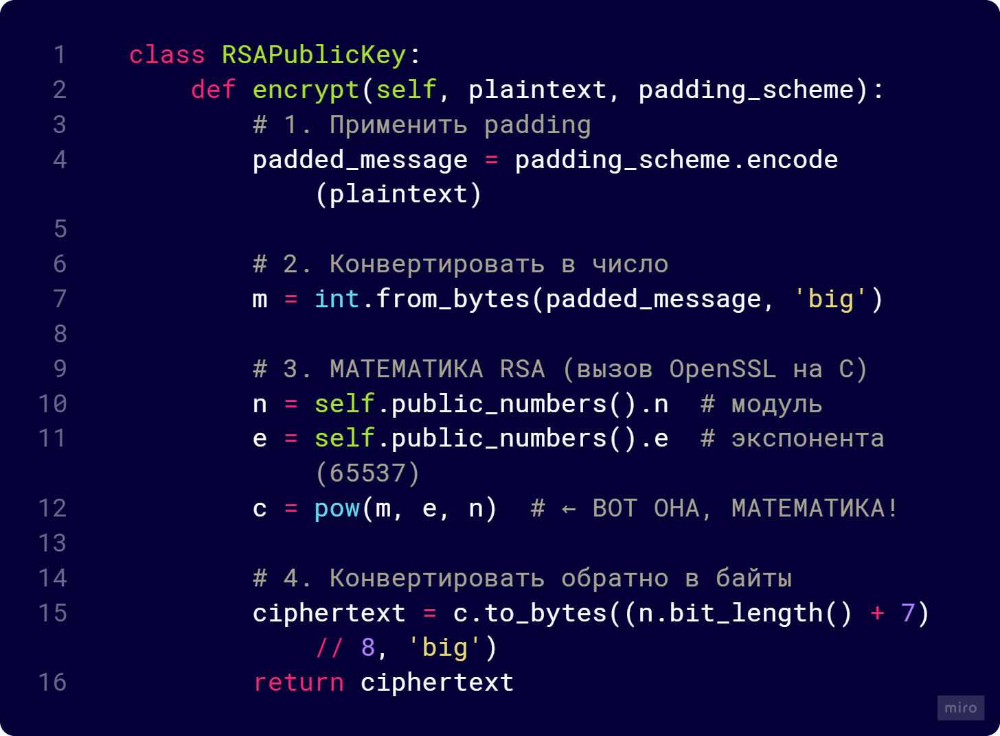 1 class RSAPublicKey:
2 def encrypt(self, plaintext, padding_scheme):
3 # 1. Применить padding
4 padded_message = padding_scheme.encode
(plaintext)
5
6 # 2. Конвертировать в число
7 m = int.from_bytes(padded_message, 'big')
8
9 # 3. МАТЕМАТИКА RSA (вызов OpenSSL на C)
10 n = self.public_numbers().n # модуль
11 e = self.public_numbers().e # экспонента
(65537)
12 c = pow(m, e, n) # ← ВОТ ОНА, МАТЕМАТИКА!
13
14 # 4. Конвертировать обратно в байты
15 ciphertext = c.to_bytes((n.bit_length() + 7)
// 8, 'big')
16 return ciphertext
miro